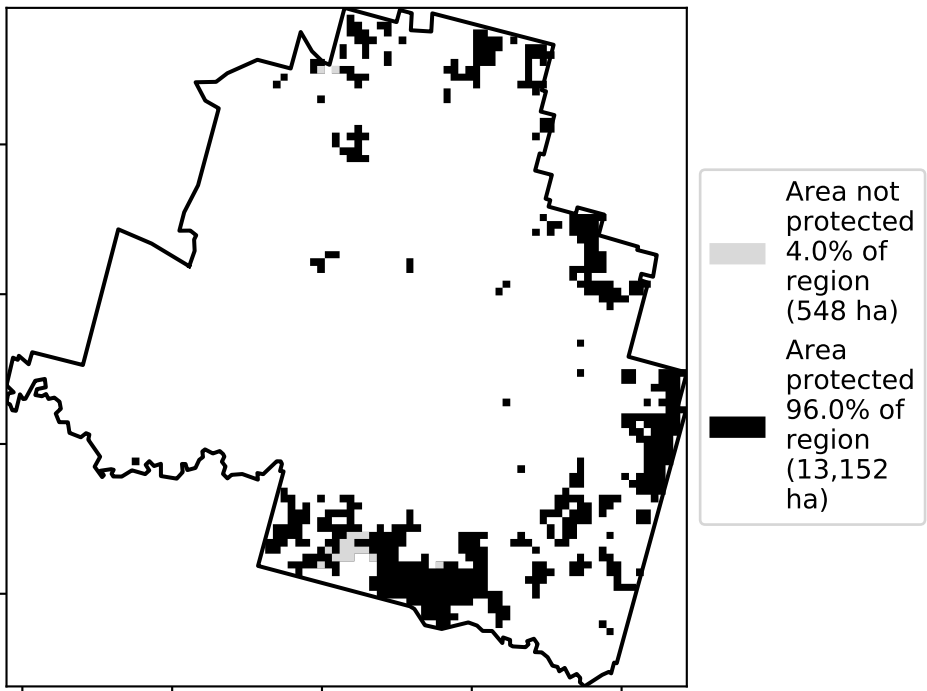 Area not
protected
4.0% of
region
(548 ha)
Area
protected
96.0% of
region
(13,152
ha)